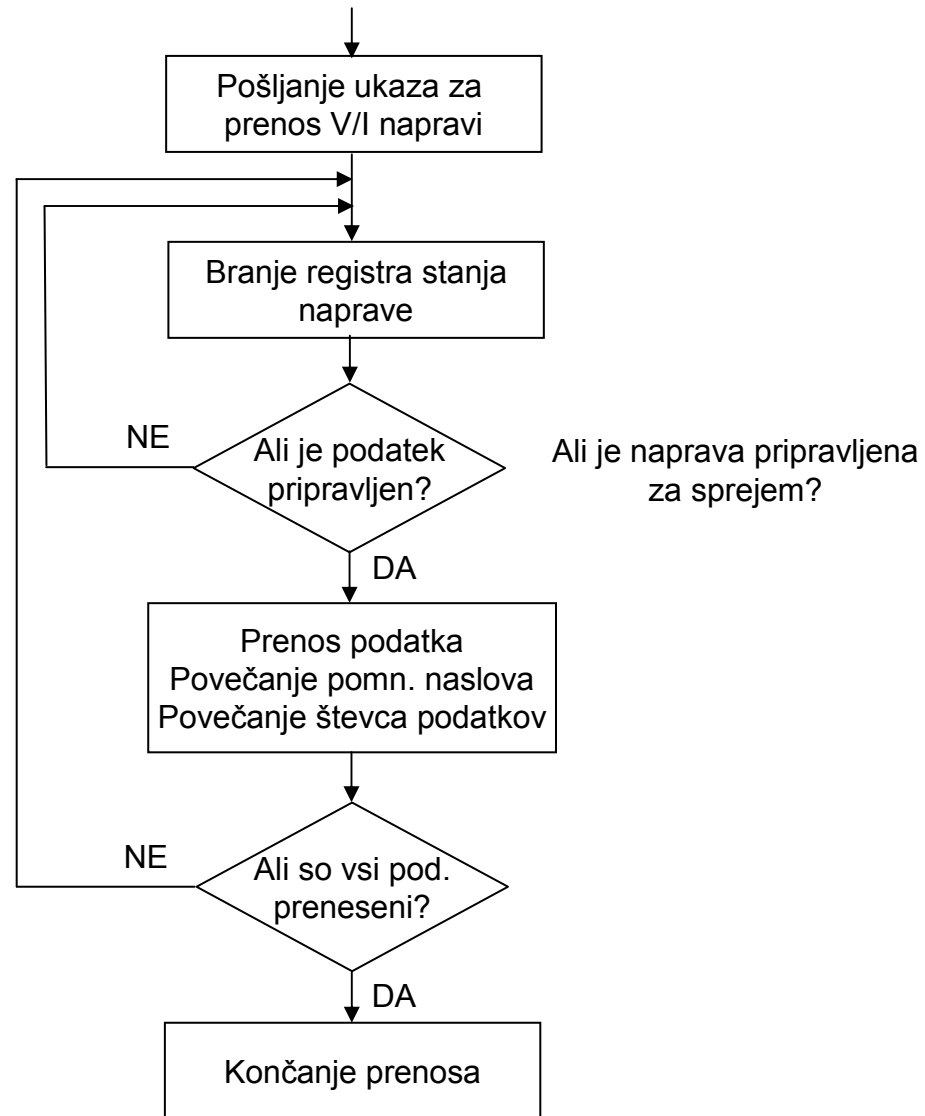 Pošljanje ukaza za
prenos V/I napravi
Branje registra stanja
naprave
NE
Ali je podatek
pripravljen?
Ali je naprava pripravljena
za sprejem?
DA
Prenos podatka
Povečanje pomn. naslova
Povečanje števca podatkov
NE
Ali so vsi pod.
preneseni?
DA
Končanje prenosa